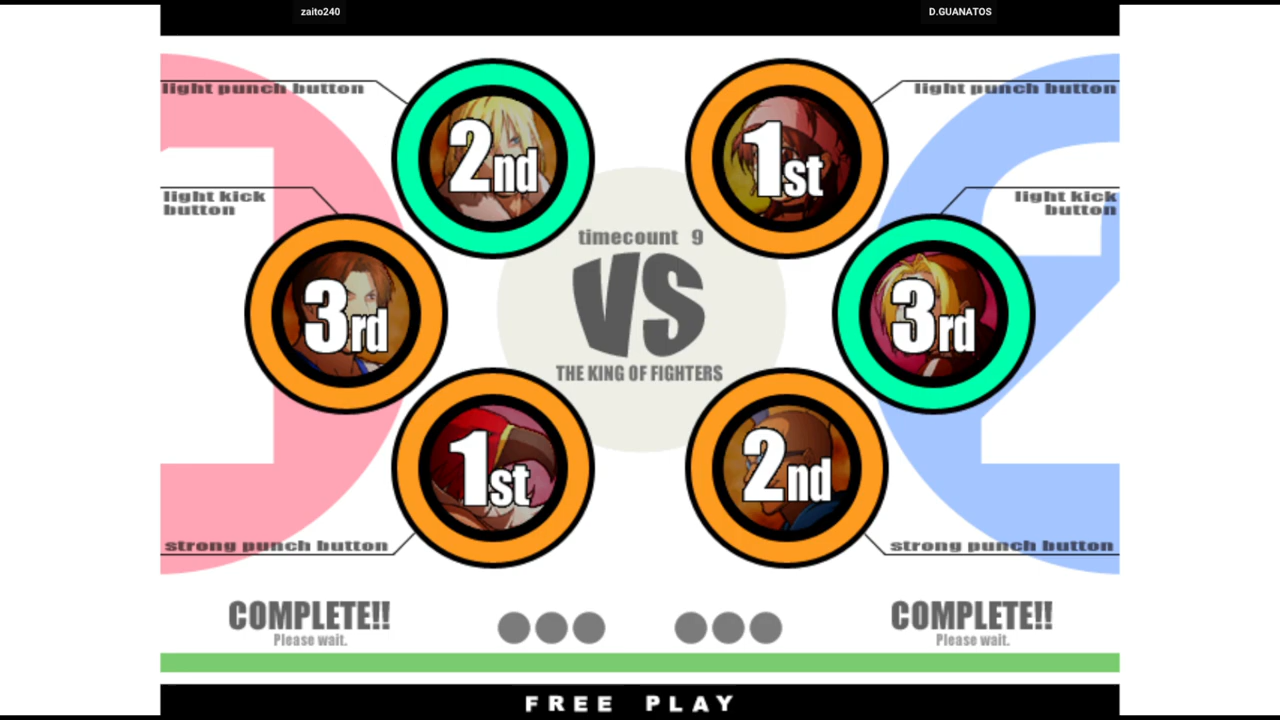 zaito240
D.GUANATOS
light punch button
light punch button
2nd
1st
light kick
button
light kick
button
timecount 9
VS
THE KING OF FIGHTERS
3rd
3rd
1st
2nd
strong punch button
strong punch button
COMPLETE!!
Please wait.
COMPLETE!!
Please wait.
FREE PLAY